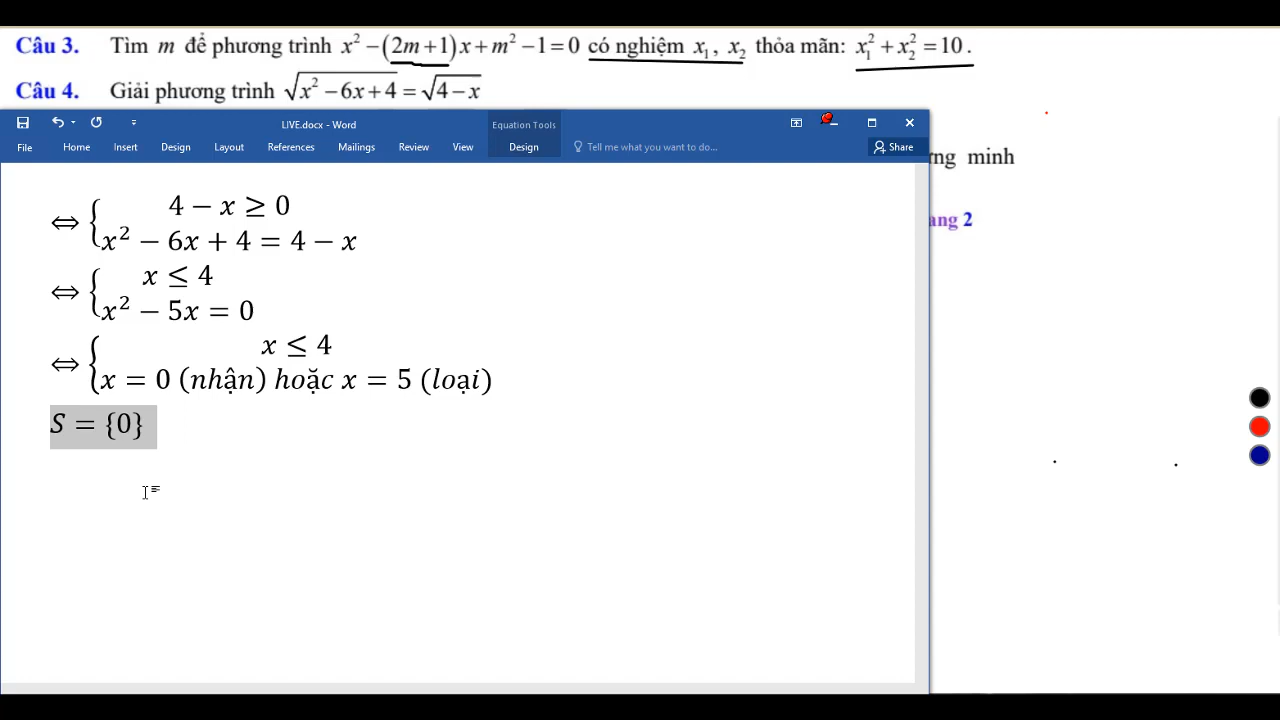 Câu 3. Tìm m để phương trình x² − (2m + 1)x + m² − 1 = 0 có nghiệm x₁, x₂ thỏa mãn: x₁² + x₂² = 10.
Câu 4. Giải phương trình √(x² − 6x + 4) = √(4 − x)
LIVE.docx - Word
Equation Tools
File Home Insert Design Layout References Mailings Review View Design Tell me what you want to do... Share
minh
2
⇔ { 4 − x ≥ 0
x² − 6x + 4 = 4 − x
⇔ { x ≤ 4
x² − 5x = 0
⇔ { x ≤ 4
x = 0 (nhận) hoặc x = 5 (loại)
S = {0}